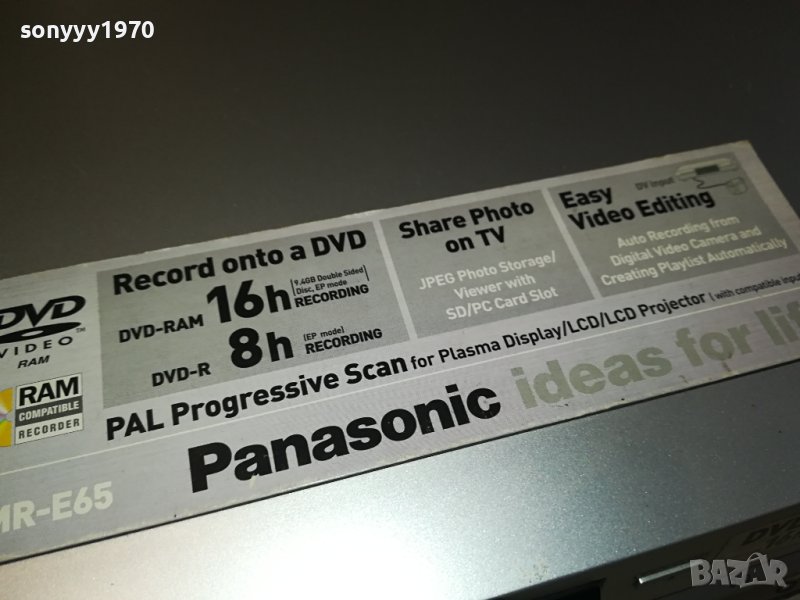 sonyyy1970
DVD
VIDEO
RAM
RAM
COMPATIBLE
RECORDER
Record onto a DVD
DVD-RAM 16h [9.4GB Double Sided Disc, EP mode] RECORDING
DVD-R 8h [EP mode] RECORDING
Share Photo
on TV
JPEG Photo Storage/
Viewer with
SD/PC Card Slot
DV Input
Easy
Video Editing
Auto Recording from
Digital Video Camera and
Creating Playlist Automatically
PAL Progressive Scan for Plasma Display/LCD/LCD Projector (with compatible input
Panasonic ideas for lif
MR-E65
BAZAR